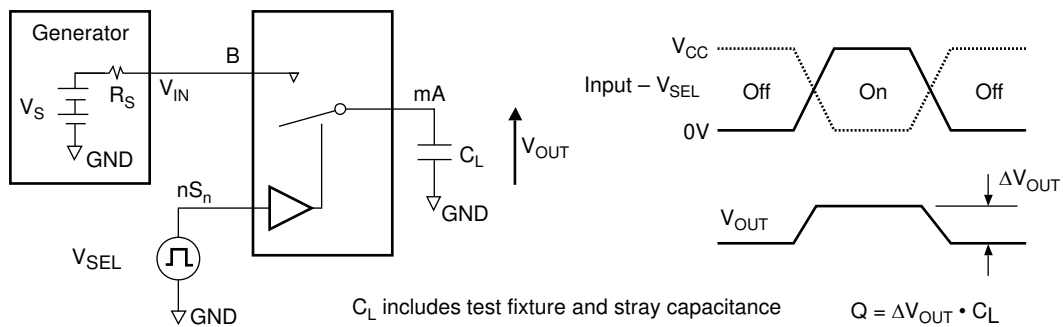 Generator
V_S
R_S
GND
V_IN
B
mA
C_L
GND
V_OUT
nS_n
V_SEL
GND
C_L includes test fixture and stray capacitance
V_CC
Input – V_SEL
0V
Off
On
Off
V_OUT
ΔV_OUT
Q = ΔV_OUT • C_L